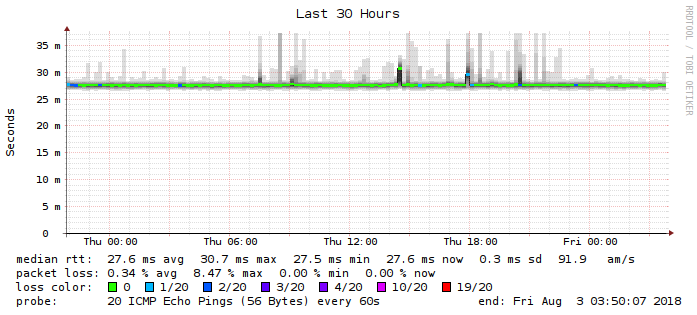 Last 30 Hours
RRDTOOL / TOBI OETIKER
Seconds
35 m
30 m
25 m
20 m
15 m
10 m
5 m
0
Thu 00:00 Thu 06:00 Thu 12:00 Thu 18:00 Fri 00:00
median rtt: 27.6 ms avg 30.7 ms max 27.5 ms min 27.6 ms now 0.3 ms sd 91.9 am/s
packet loss: 0.34 % avg 8.47 % max 0.00 % min 0.00 % now
loss color: 0 1/20 2/20 3/20 4/20 10/20 19/20
probe: 20 ICMP Echo Pings (56 Bytes) every 60s end: Fri Aug 3 03:50:07 2018